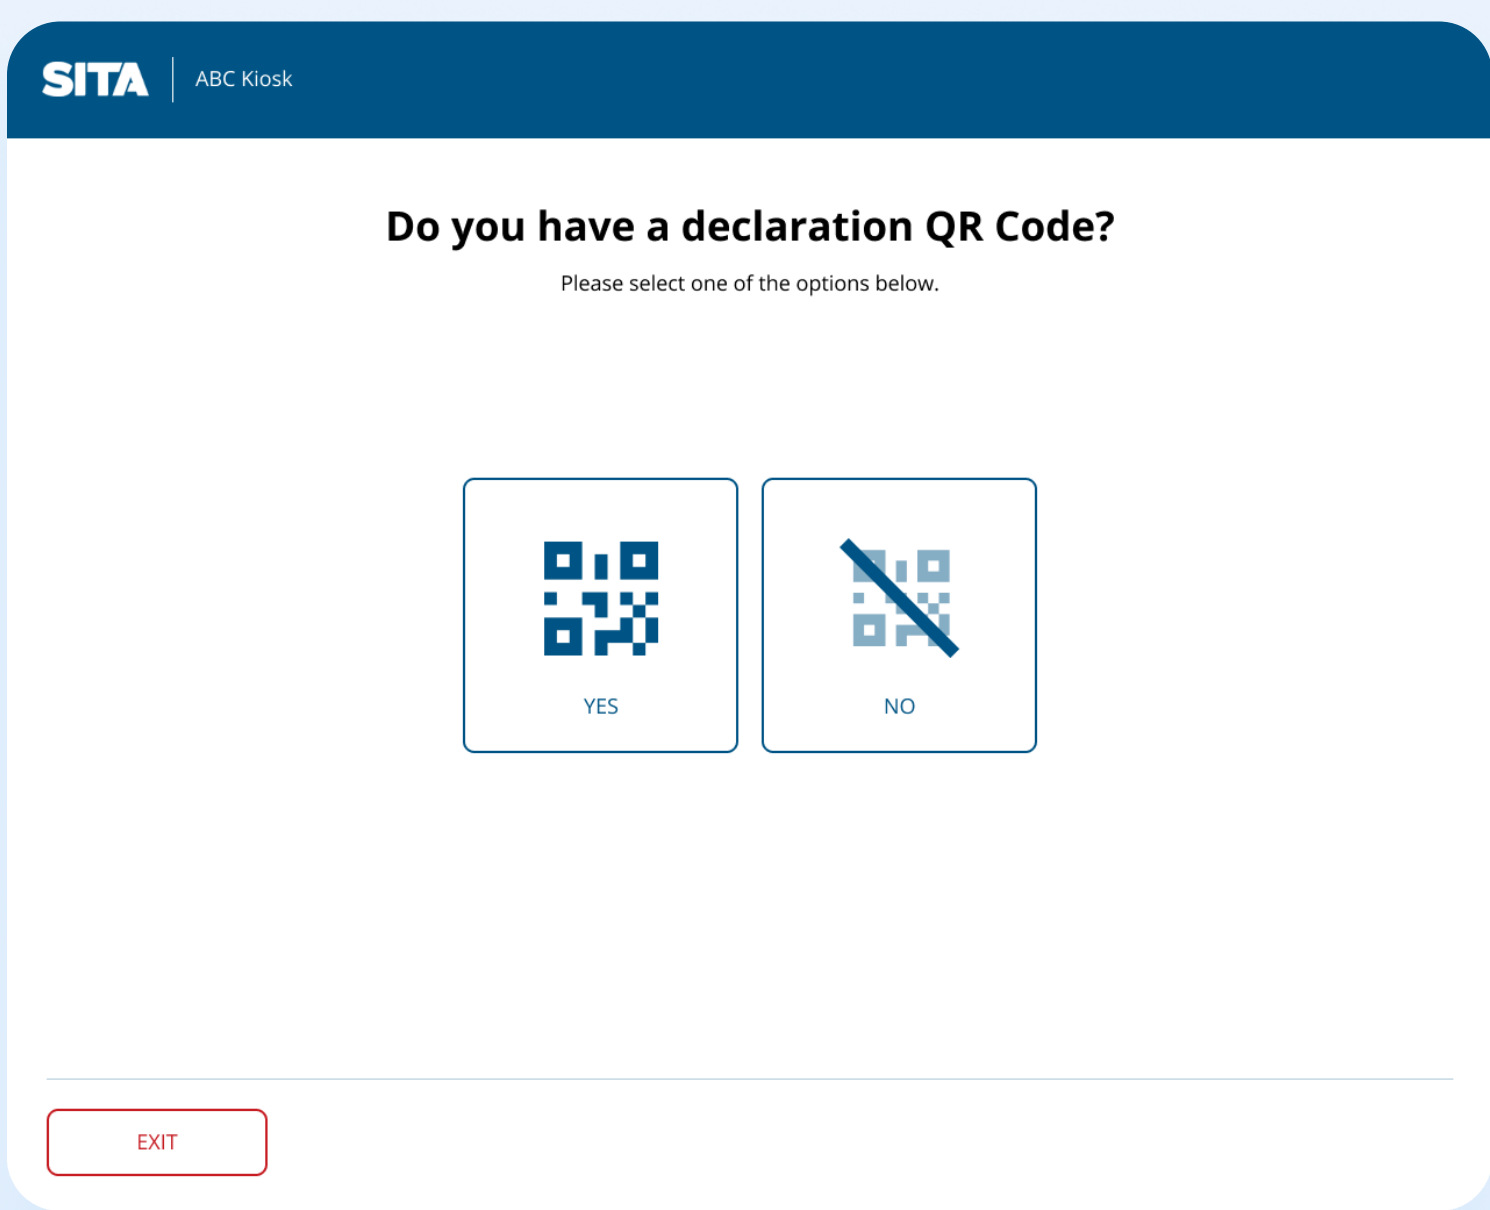 SITA
ABC Kiosk
Do you have a declaration QR Code?
Please select one of the options below.
YES
NO
EXIT